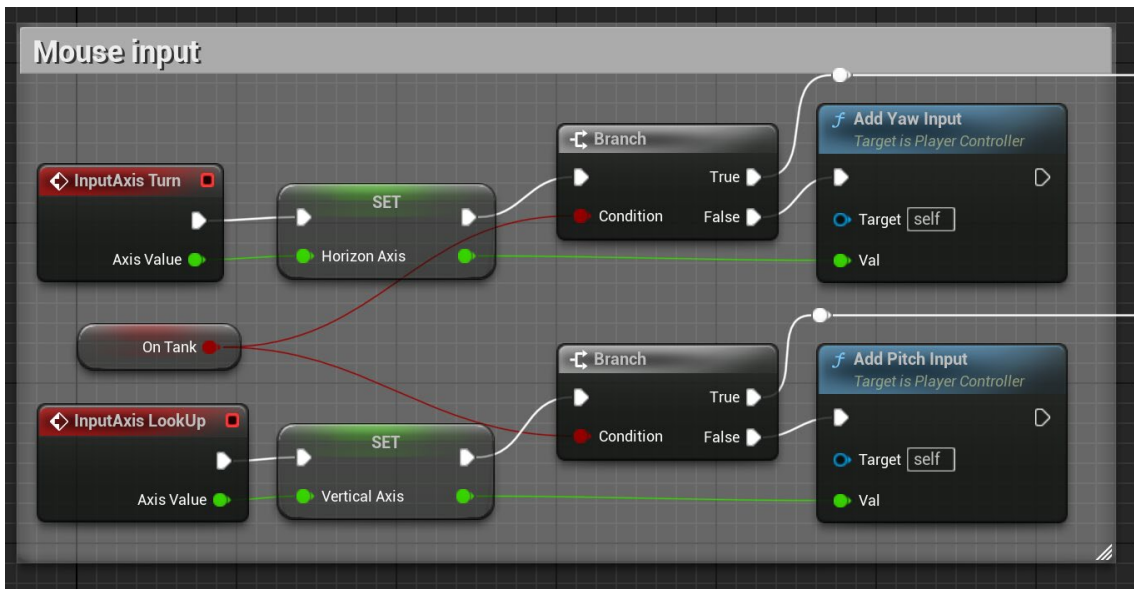 Mouse input
InputAxis Turn
Axis Value
SET
Horizon Axis
Branch
True
Condition
False
Add Yaw Input
Target is Player Controller
Target self
Val
On Tank
InputAxis LookUp
Axis Value
SET
Vertical Axis
Branch
True
Condition
False
Add Pitch Input
Target is Player Controller
Target self
Val